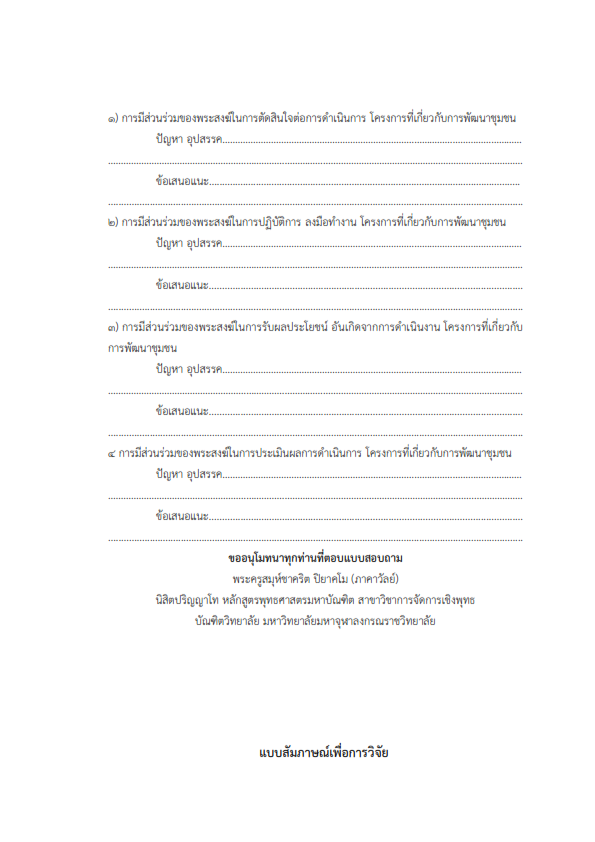 ๑) การมีส่วนร่วมของพระสงฆ์ในการตัดสินใจต่อการดำเนินการ โครงการที่เกี่ยวกับการพัฒนาชุมชน
ปัญหา อุปสรรค....................................................................................................................
................................................................................................................................................................
ข้อเสนอแนะ........................................................................................................................
................................................................................................................................................................
๒) การมีส่วนร่วมของพระสงฆ์ในการปฏิบัติการ ลงมือทำงาน โครงการที่เกี่ยวกับการพัฒนาชุมชน
ปัญหา อุปสรรค....................................................................................................................
................................................................................................................................................................
ข้อเสนอแนะ........................................................................................................................
................................................................................................................................................................
๓) การมีส่วนร่วมของพระสงฆ์ในการรับผลประโยชน์ อันเกิดจากการดำเนินงาน โครงการที่เกี่ยวกับ
การพัฒนาชุมชน
ปัญหา อุปสรรค....................................................................................................................
................................................................................................................................................................
ข้อเสนอแนะ........................................................................................................................
................................................................................................................................................................
๔ การมีส่วนร่วมของพระสงฆ์ในการประเมินผลการดำเนินการ โครงการที่เกี่ยวกับการพัฒนาชุมชน
ปัญหา อุปสรรค....................................................................................................................
................................................................................................................................................................
ข้อเสนอแนะ........................................................................................................................
................................................................................................................................................................
ขออนุโมทนาทุกท่านที่ตอบแบบสอบถาม
พระครูสมุห์ชาคริต ปิยาคโม (ภาคาวัลย์)
นิสิตปริญญาโท หลักสูตรพุทธศาสตรมหาบัณฑิต สาขาวิชาการจัดการเชิงพุทธ
บัณฑิตวิทยาลัย มหาวิทยาลัยมหาจุฬาลงกรณราชวิทยาลัย
แบบสัมภาษณ์เพื่อการวิจัย